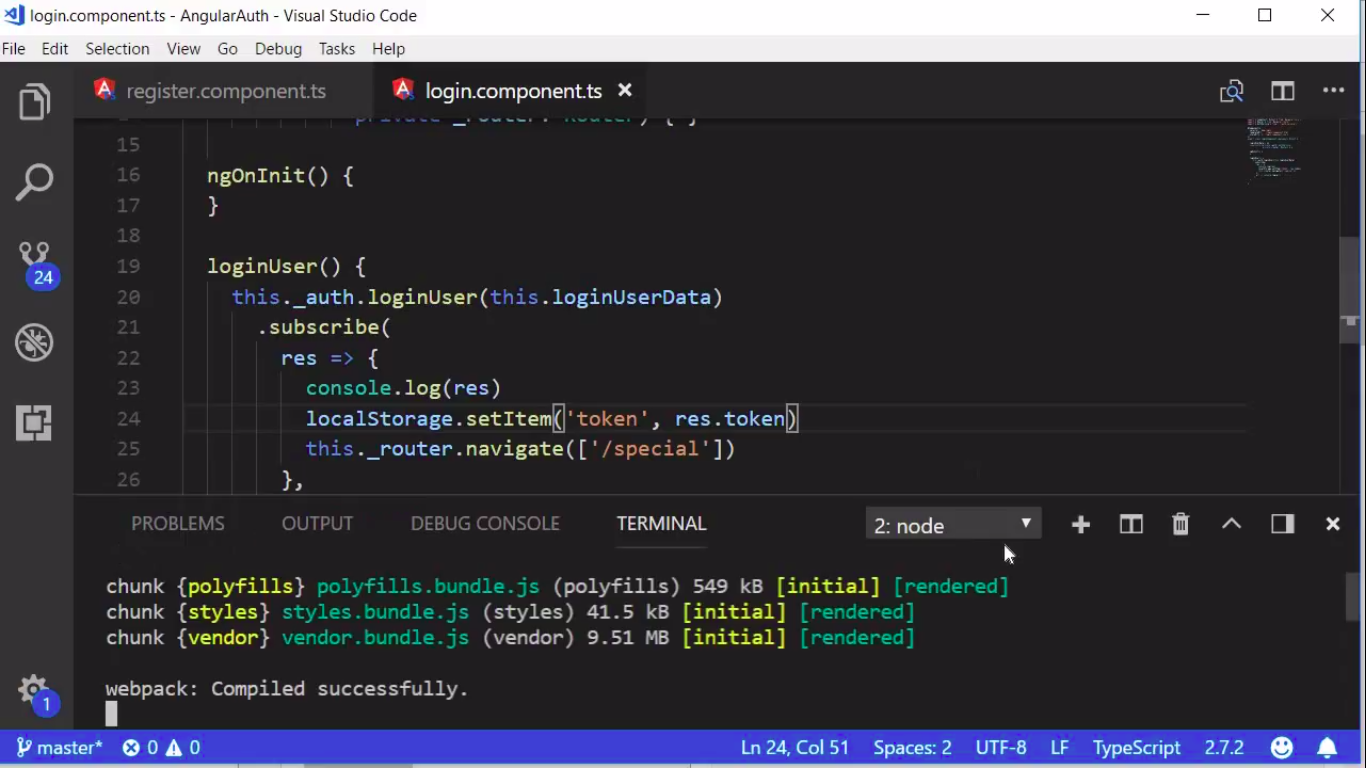 login.component.ts - AngularAuth - Visual Studio Code
File Edit Selection View Go Debug Tasks Help
register.component.ts login.component.ts
private _router: Router) { }
15
16 ngOnInit() {
17 }
18
19 loginUser() {
20 this._auth.loginUser(this.loginUserData)
21 .subscribe(
22 res => {
23 console.log(res)
24 localStorage.setItem('token', res.token)
25 this._router.navigate(['/special'])
26 },
24
1
PROBLEMS OUTPUT DEBUG CONSOLE TERMINAL 2: node
chunk {polyfills} polyfills.bundle.js (polyfills) 549 kB [initial] [rendered]
chunk {styles} styles.bundle.js (styles) 41.5 kB [initial] [rendered]
chunk {vendor} vendor.bundle.js (vendor) 9.51 MB [initial] [rendered]
webpack: Compiled successfully.
master* 0 0 Ln 24, Col 51 Spaces: 2 UTF-8 LF TypeScript 2.7.2